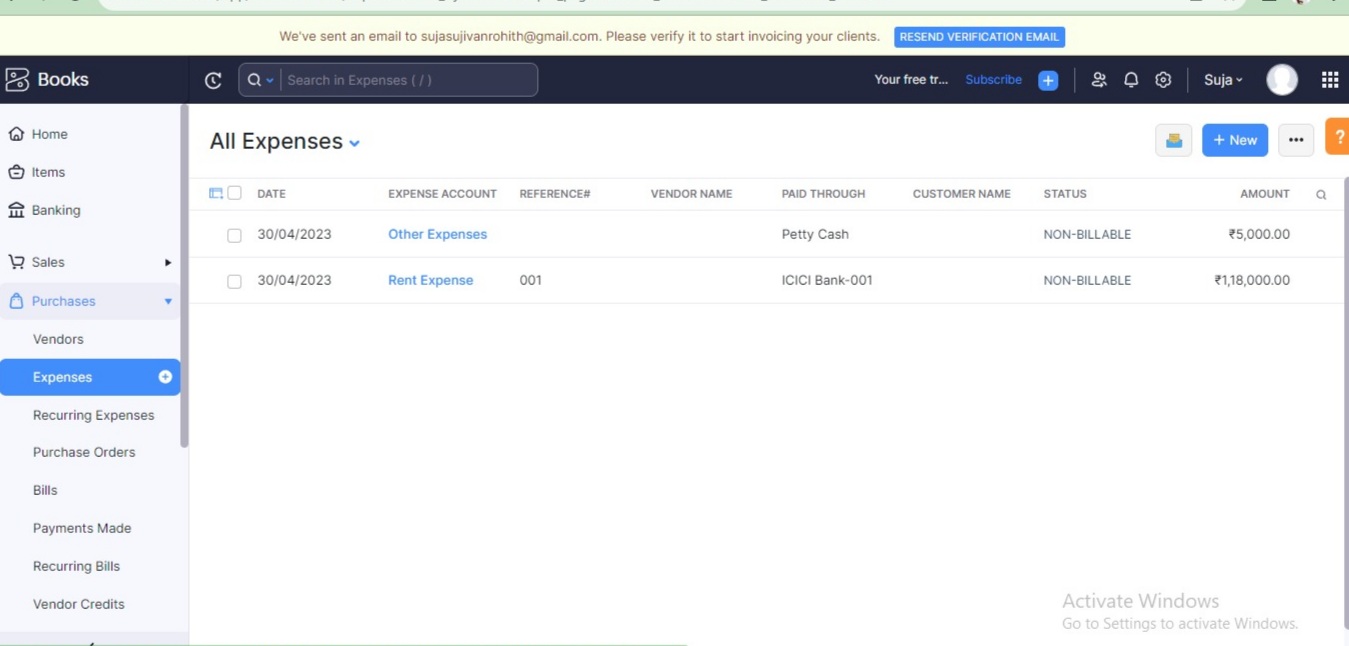 We've sent an email to sujasujivanrohith@gmail.com. Please verify it to start invoicing your clients. RESEND VERIFICATION EMAIL
Books Search in Expenses ( / ) Your free tr... Subscribe Suja
Home
Items
Banking
Sales
Purchases
Vendors
Expenses
Recurring Expenses
Purchase Orders
Bills
Payments Made
Recurring Bills
Vendor Credits
All Expenses + New ••• ?
DATE EXPENSE ACCOUNT REFERENCE# VENDOR NAME PAID THROUGH CUSTOMER NAME STATUS AMOUNT
30/04/2023 Other Expenses Petty Cash NON-BILLABLE ₹5,000.00
30/04/2023 Rent Expense 001 ICICI Bank-001 NON-BILLABLE ₹1,18,000.00
Activate Windows
Go to Settings to activate Windows.